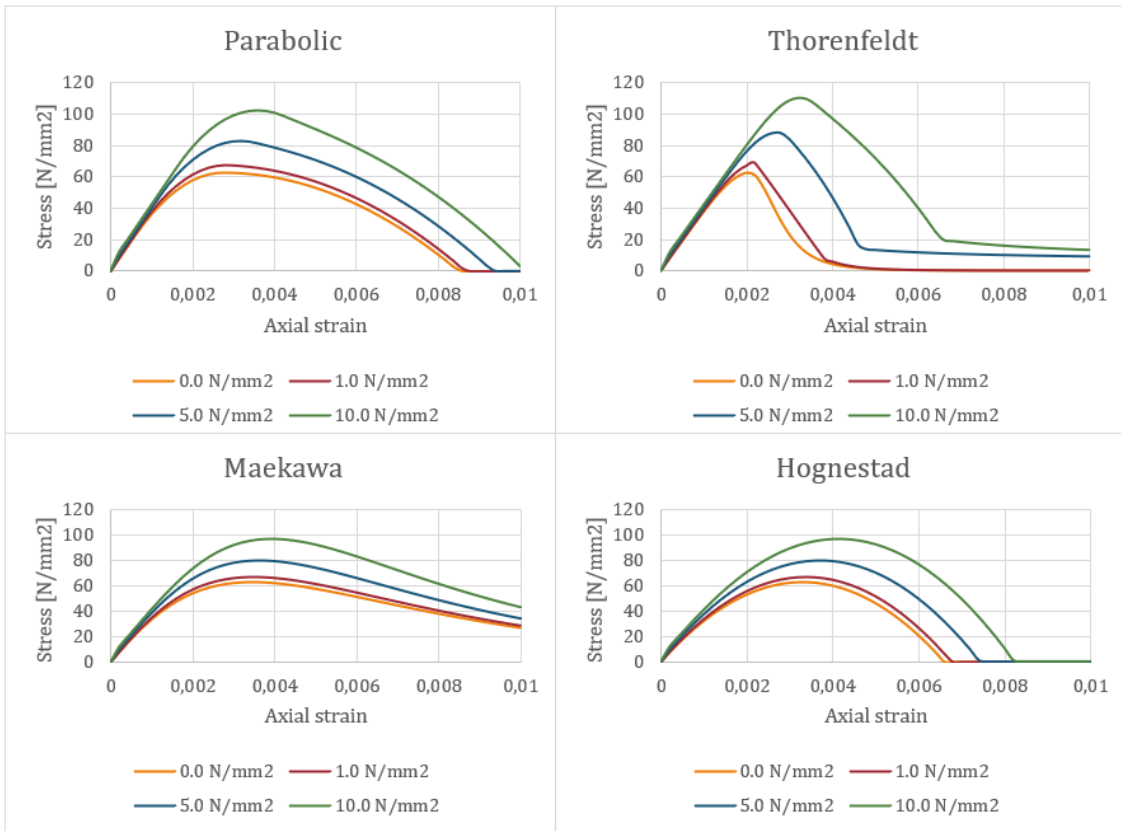 Parabolic
Stress [N/mm2]
120
100
80
60
40
20
0
0 0,002 0,004 0,006 0,008 0,01
Axial strain
0.0 N/mm2 1.0 N/mm2
5.0 N/mm2 10.0 N/mm2
Thorenfeldt
Stress [N/mm2]
120
100
80
60
40
20
0
0 0,002 0,004 0,006 0,008 0,01
Axial strain
0.0 N/mm2 1.0 N/mm2
5.0 N/mm2 10.0 N/mm2
Maekawa
Stress [N/mm2]
120
100
80
60
40
20
0
0 0,002 0,004 0,006 0,008 0,01
Axial strain
0.0 N/mm2 1.0 N/mm2
5.0 N/mm2 10.0 N/mm2
Hognestad
Stress [N/mm2]
120
100
80
60
40
20
0
0 0,002 0,004 0,006 0,008 0,01
Axial strain
0.0 N/mm2 1.0 N/mm2
5.0 N/mm2 10.0 N/mm2